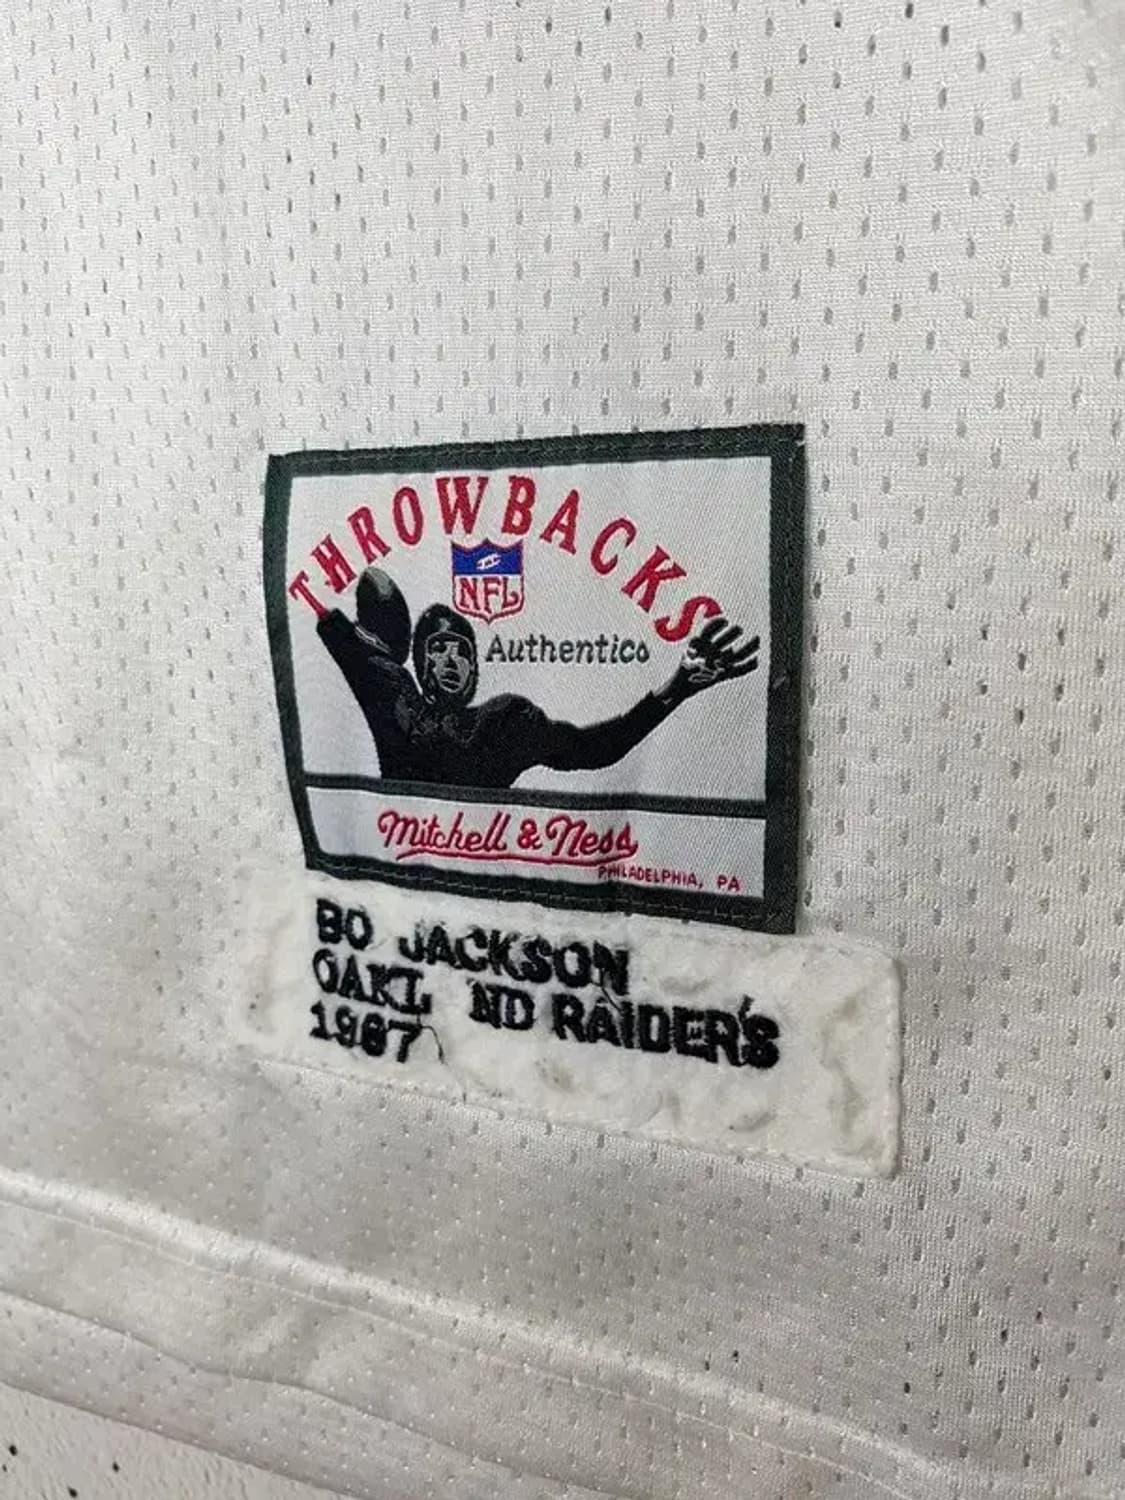 THROWBACKS
NFL
Authentico
Mitchell & Ness
PHILADELPHIA, PA
BO JACKSON
OAKL ND RAIDER'S
1987